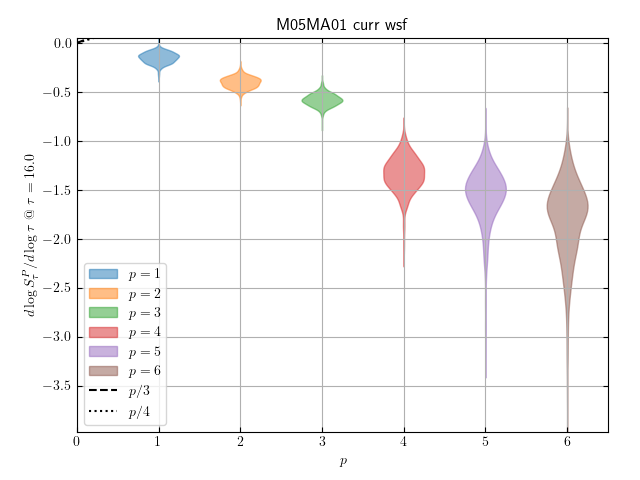 M05MA01 curr wsf
d log S_τ^P / d log τ @ τ = 16.0
0.0
−0.5
−1.0
−1.5
−2.0
−2.5
−3.0
−3.5
p = 1
p = 2
p = 3
p = 4
p = 5
p = 6
p/3
p/4
0 1 2 3 4 5 6
p